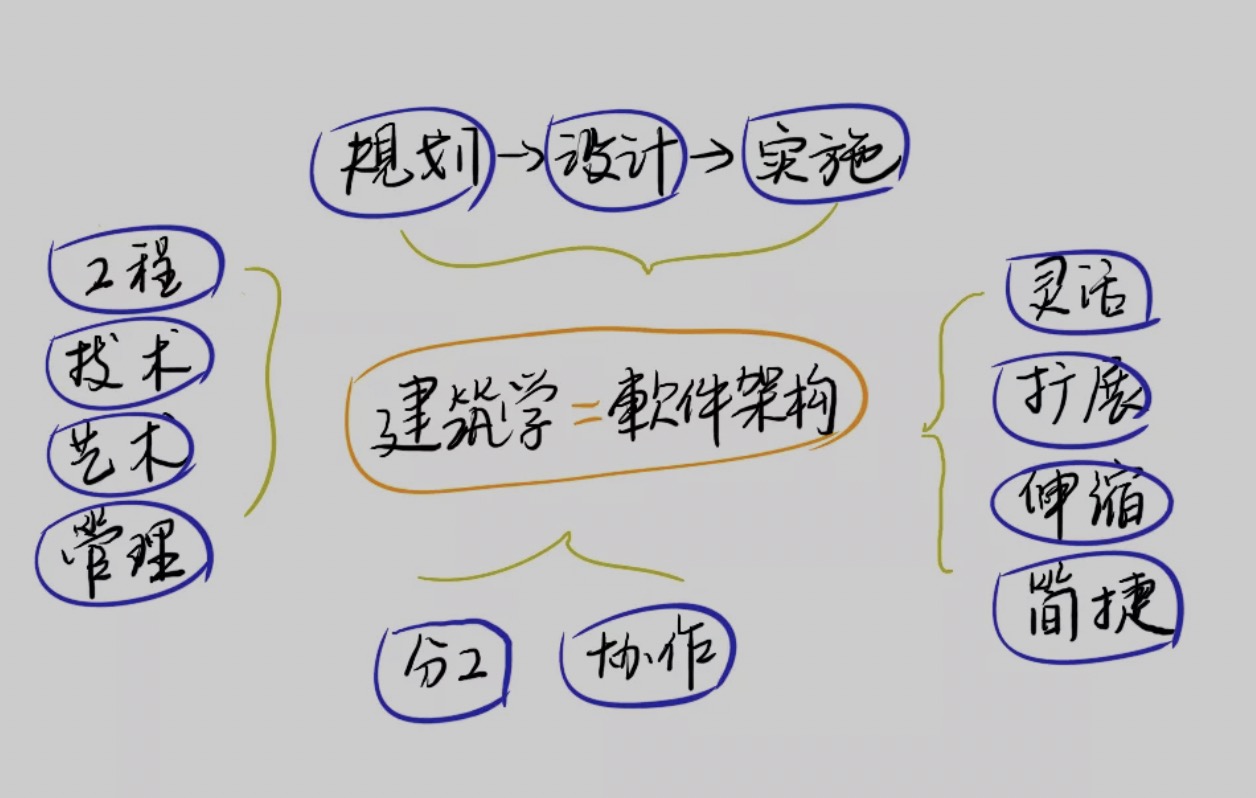 规划→设计→实施
工程
技术
艺术
管理
建筑学=軟件架构
灵活
扩展
伸缩
简捷
分工
协作